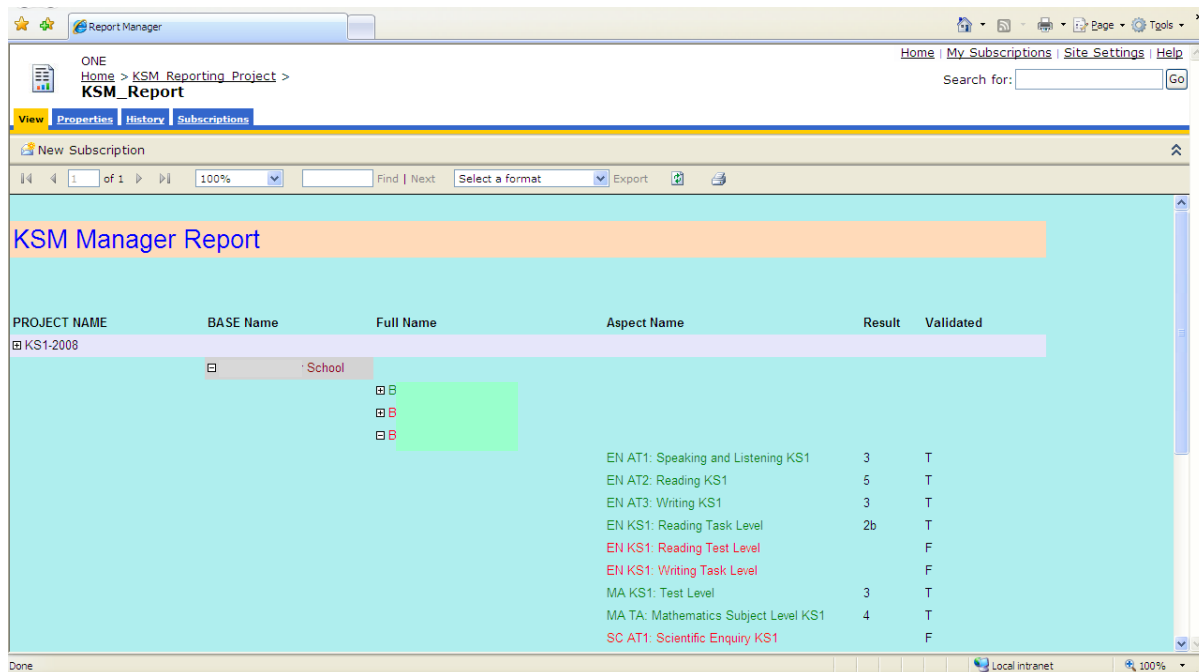 Report Manager
Page Tools
ONE
Home | My Subscriptions | Site Settings | Help
Home > KSM_Reporting_Project >
Search for: Go
KSM_Report
View Properties History Subscriptions
New Subscription
1 of 1 100% Find | Next Select a format Export
KSM Manager Report
PROJECT NAME BASE Name Full Name Aspect Name Result Validated
KS1-2008
School
B
B
B
EN AT1: Speaking and Listening KS1 3 T
EN AT2: Reading KS1 5 T
EN AT3: Writing KS1 3 T
EN KS1: Reading Task Level 2b T
EN KS1: Reading Test Level F
EN KS1: Writing Task Level F
MA KS1: Test Level 3 T
MA TA: Mathematics Subject Level KS1 4 T
SC AT1: Scientific Enquiry KS1 F
Done Local intranet 100%